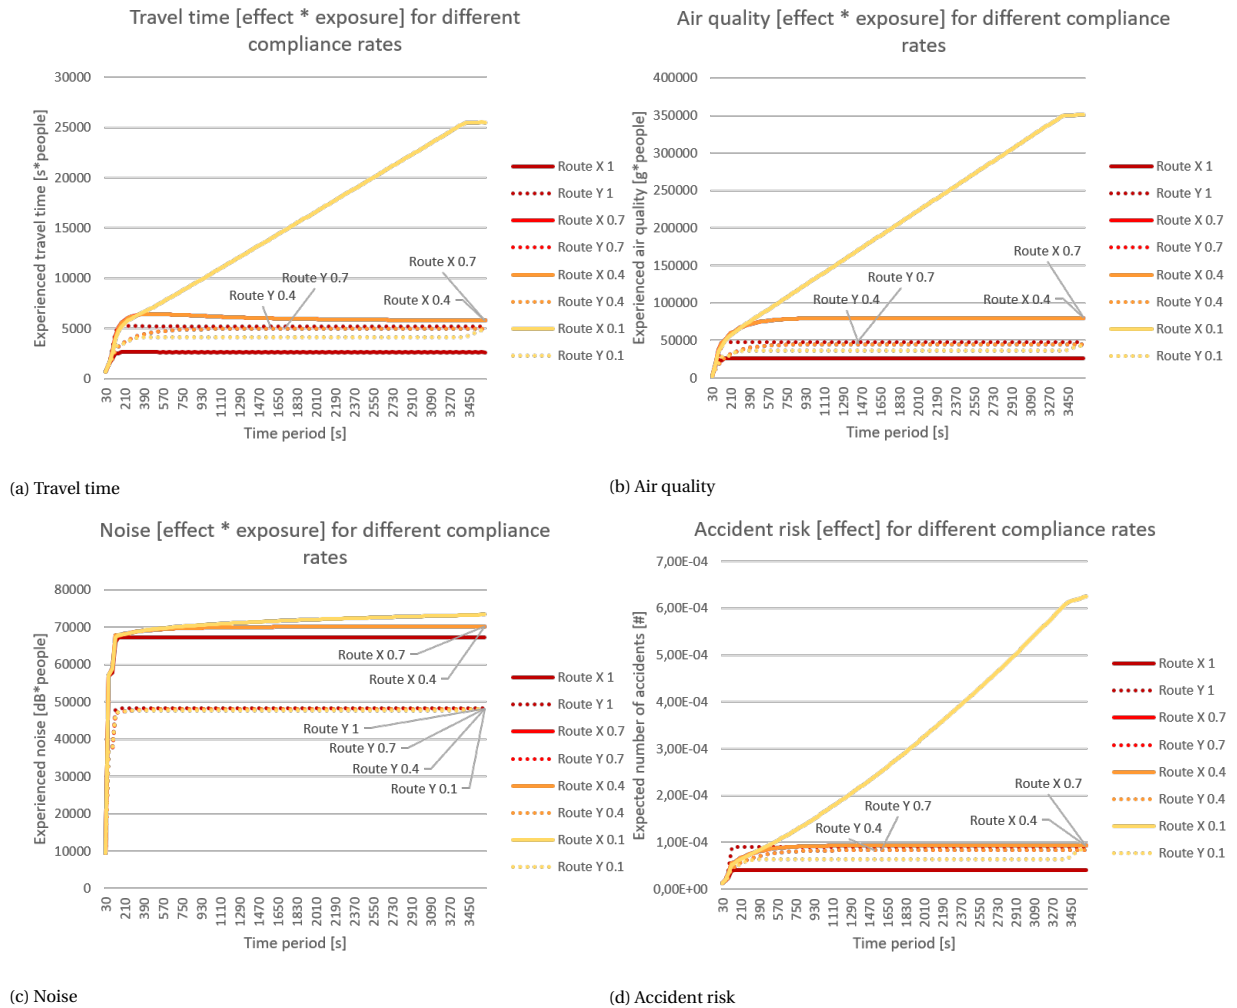 Travel time [effect * exposure] for different
compliance rates
30000
25000
20000
15000
10000
5000
0
Experienced travel time [s*people]
Route X 0.7
Route Y 0.7
Route Y 0.4
Route X 0.4
30 210 390 570 750 930 1110 1290 1470 1650 1830 2010 2190 2370 2550 2730 2910 3090 3270 3450
Time period [s]
Route X 1
Route Y 1
Route X 0.7
Route Y 0.7
Route X 0.4
Route Y 0.4
Route X 0.1
Route Y 0.1
(a) Travel time
Air quality [effect * exposure] for different compliance
rates
400000
350000
300000
250000
200000
150000
100000
50000
0
Experienced air quality [g*people]
Route X 0.7
Route Y 0.7
Route Y 0.4
Route X 0.4
30 210 390 570 750 930 1110 1290 1470 1650 1830 2010 2190 2370 2550 2730 2910 3090 3270 3450
Time period [s]
Route X 1
Route Y 1
Route X 0.7
Route Y 0.7
Route X 0.4
Route Y 0.4
Route X 0.1
Route Y 0.1
(b) Air quality
Noise [effect * exposure] for different compliance
rates
80000
70000
60000
50000
40000
30000
20000
10000
0
Experienced noise [dB*people]
Route X 0.7
Route X 0.4
Route Y 1
Route Y 0.7
Route Y 0.4
Route Y 0.1
30 210 390 570 750 930 1110 1290 1470 1650 1830 2010 2190 2370 2550 2730 2910 3090 3270 3450
Time period [s]
Route X 1
Route Y 1
Route X 0.7
Route Y 0.7
Route X 0.4
Route Y 0.4
Route X 0.1
Route Y 0.1
(c) Noise
Accident risk [effect] for different compliance rates
7,00E-04
6,00E-04
5,00E-04
4,00E-04
3,00E-04
2,00E-04
1,00E-04
0,00E+00
Expected number of accidents [#]
Route X 0.7
Route Y 0.7
Route X 0.4
Route Y 0.4
30 210 390 570 750 930 1110 1290 1470 1650 1830 2010 2190 2370 2550 2730 2910 3090 3270 3450
Time period [s]
Route X 1
Route Y 1
Route X 0.7
Route Y 0.7
Route X 0.4
Route Y 0.4
Route X 0.1
Route Y 0.1
(d) Accident risk